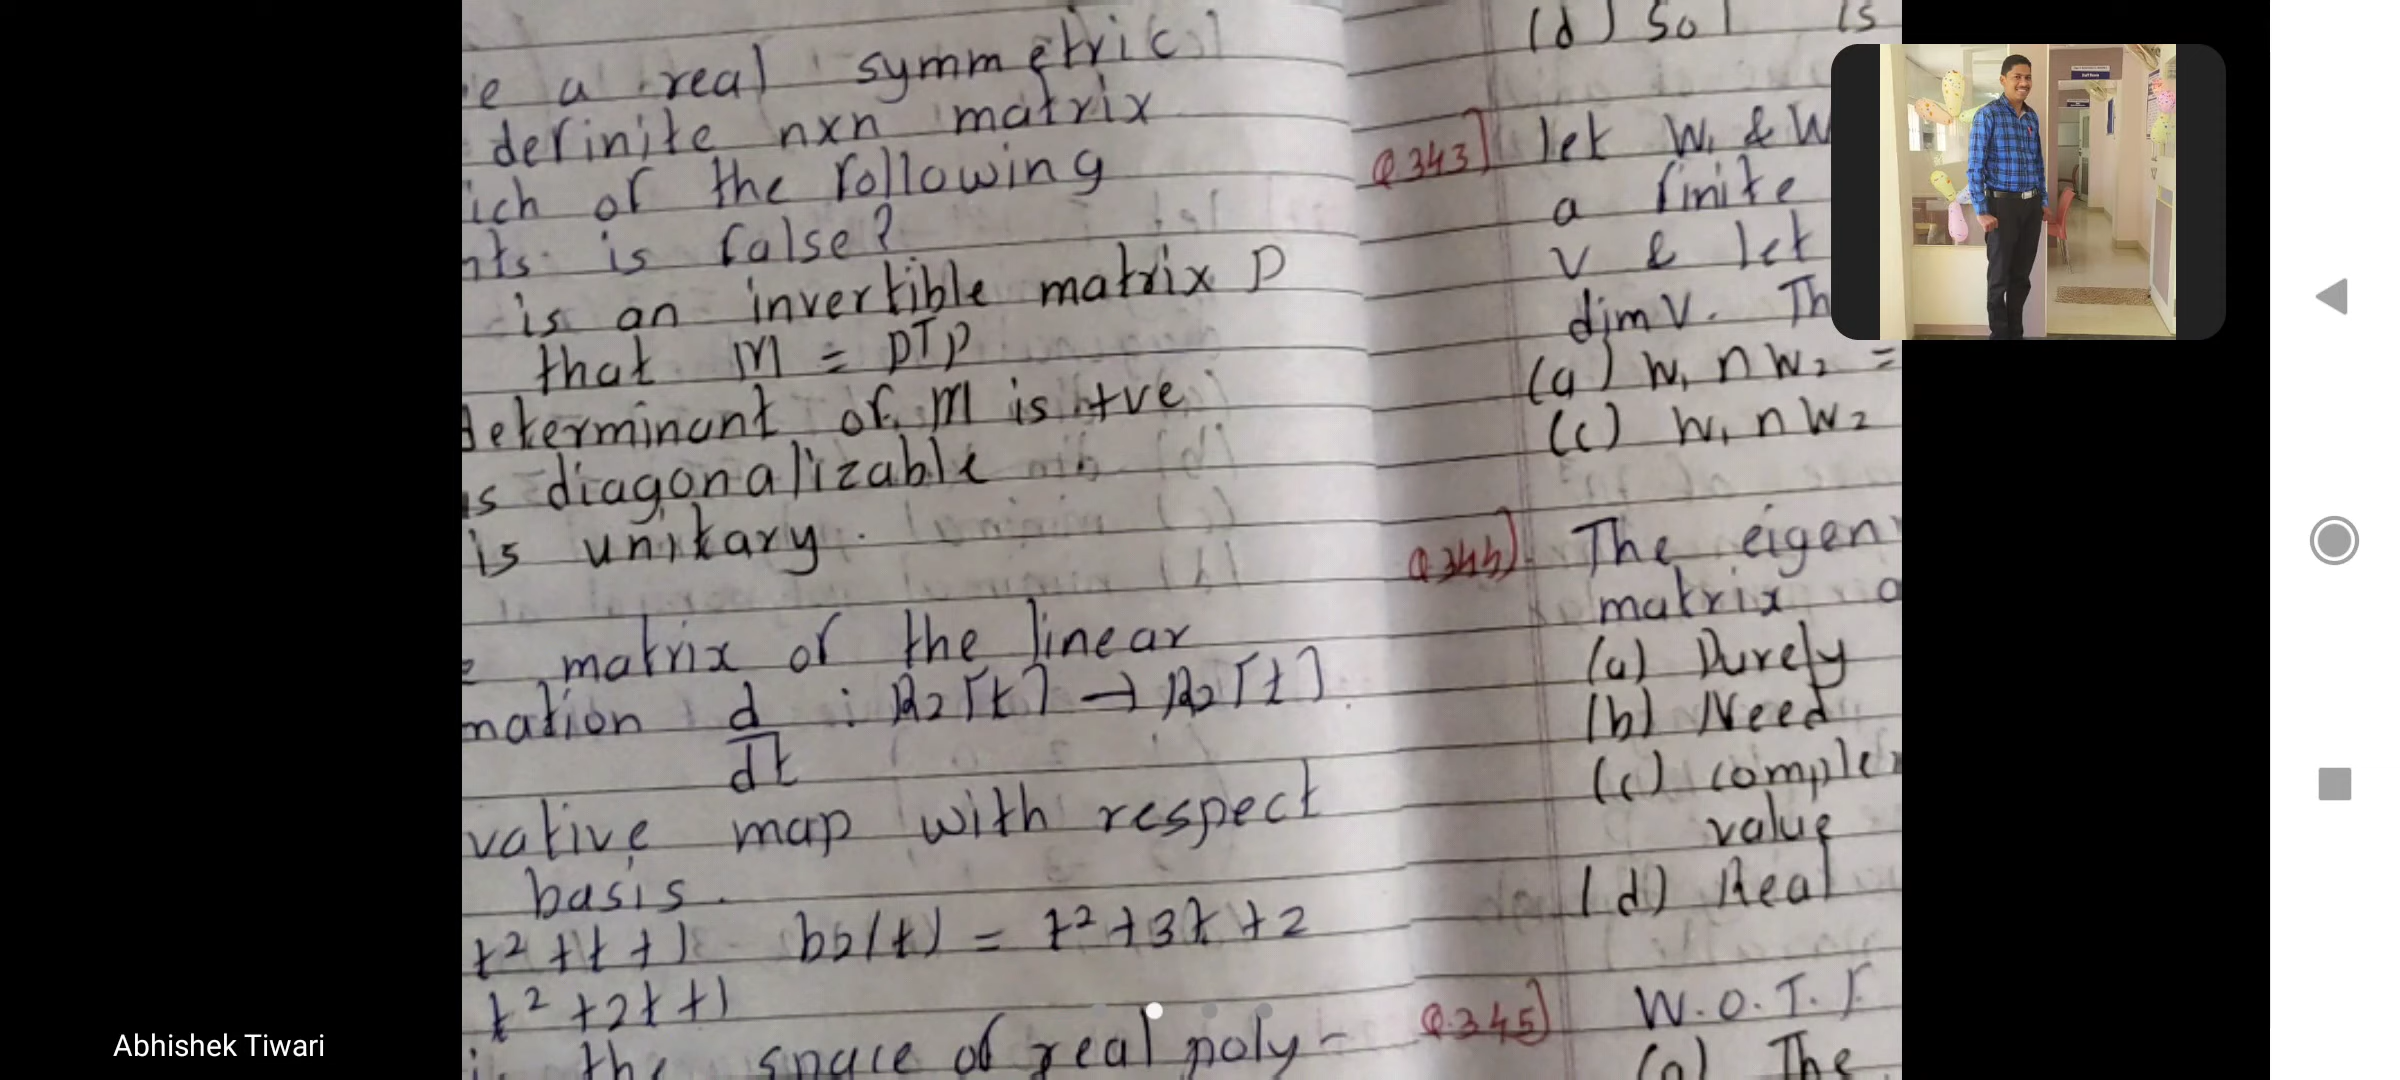 e a real symmetric
definite nxn matrix
ich of the following
nts is false?
is an invertible matrix P
that M = PTP
determinant of M is +ve
is diagonalizable
is unitary.
matrix of the linear
mation d : R2[t] → R2[t]
dt
vative map with respect
basis.
t² + t + 1 b2(t) = t² + 3t + 2
t² + 2t + 1
the space of real poly-
(d) Sol is
Q343] let W1 & W
a finite
V & let
dim V. Th
(a) W1 ∩ W2 =
(c) W1 ∩ W2
Q344] The eigen
matrix o
(a) Purely
(b) Need
(c) comple
value
(d) Real
Q.345] W.O.T.F
(a) The
Abhishek Tiwari